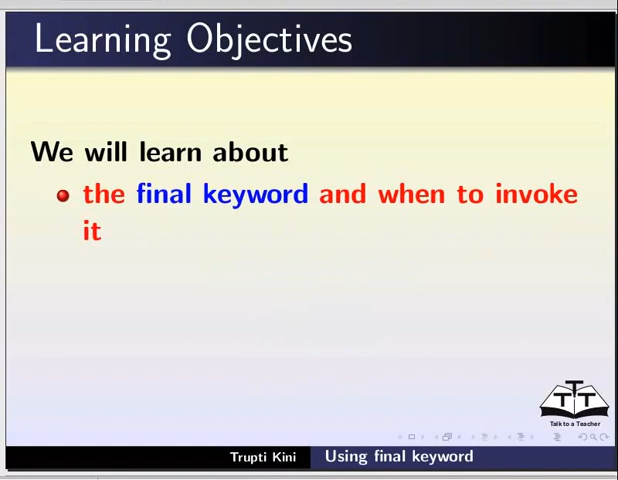 Learning Objectives
We will learn about
the final keyword and when to invoke
it
TTT
Talk to a Teacher
Trupti Kini
Using final keyword